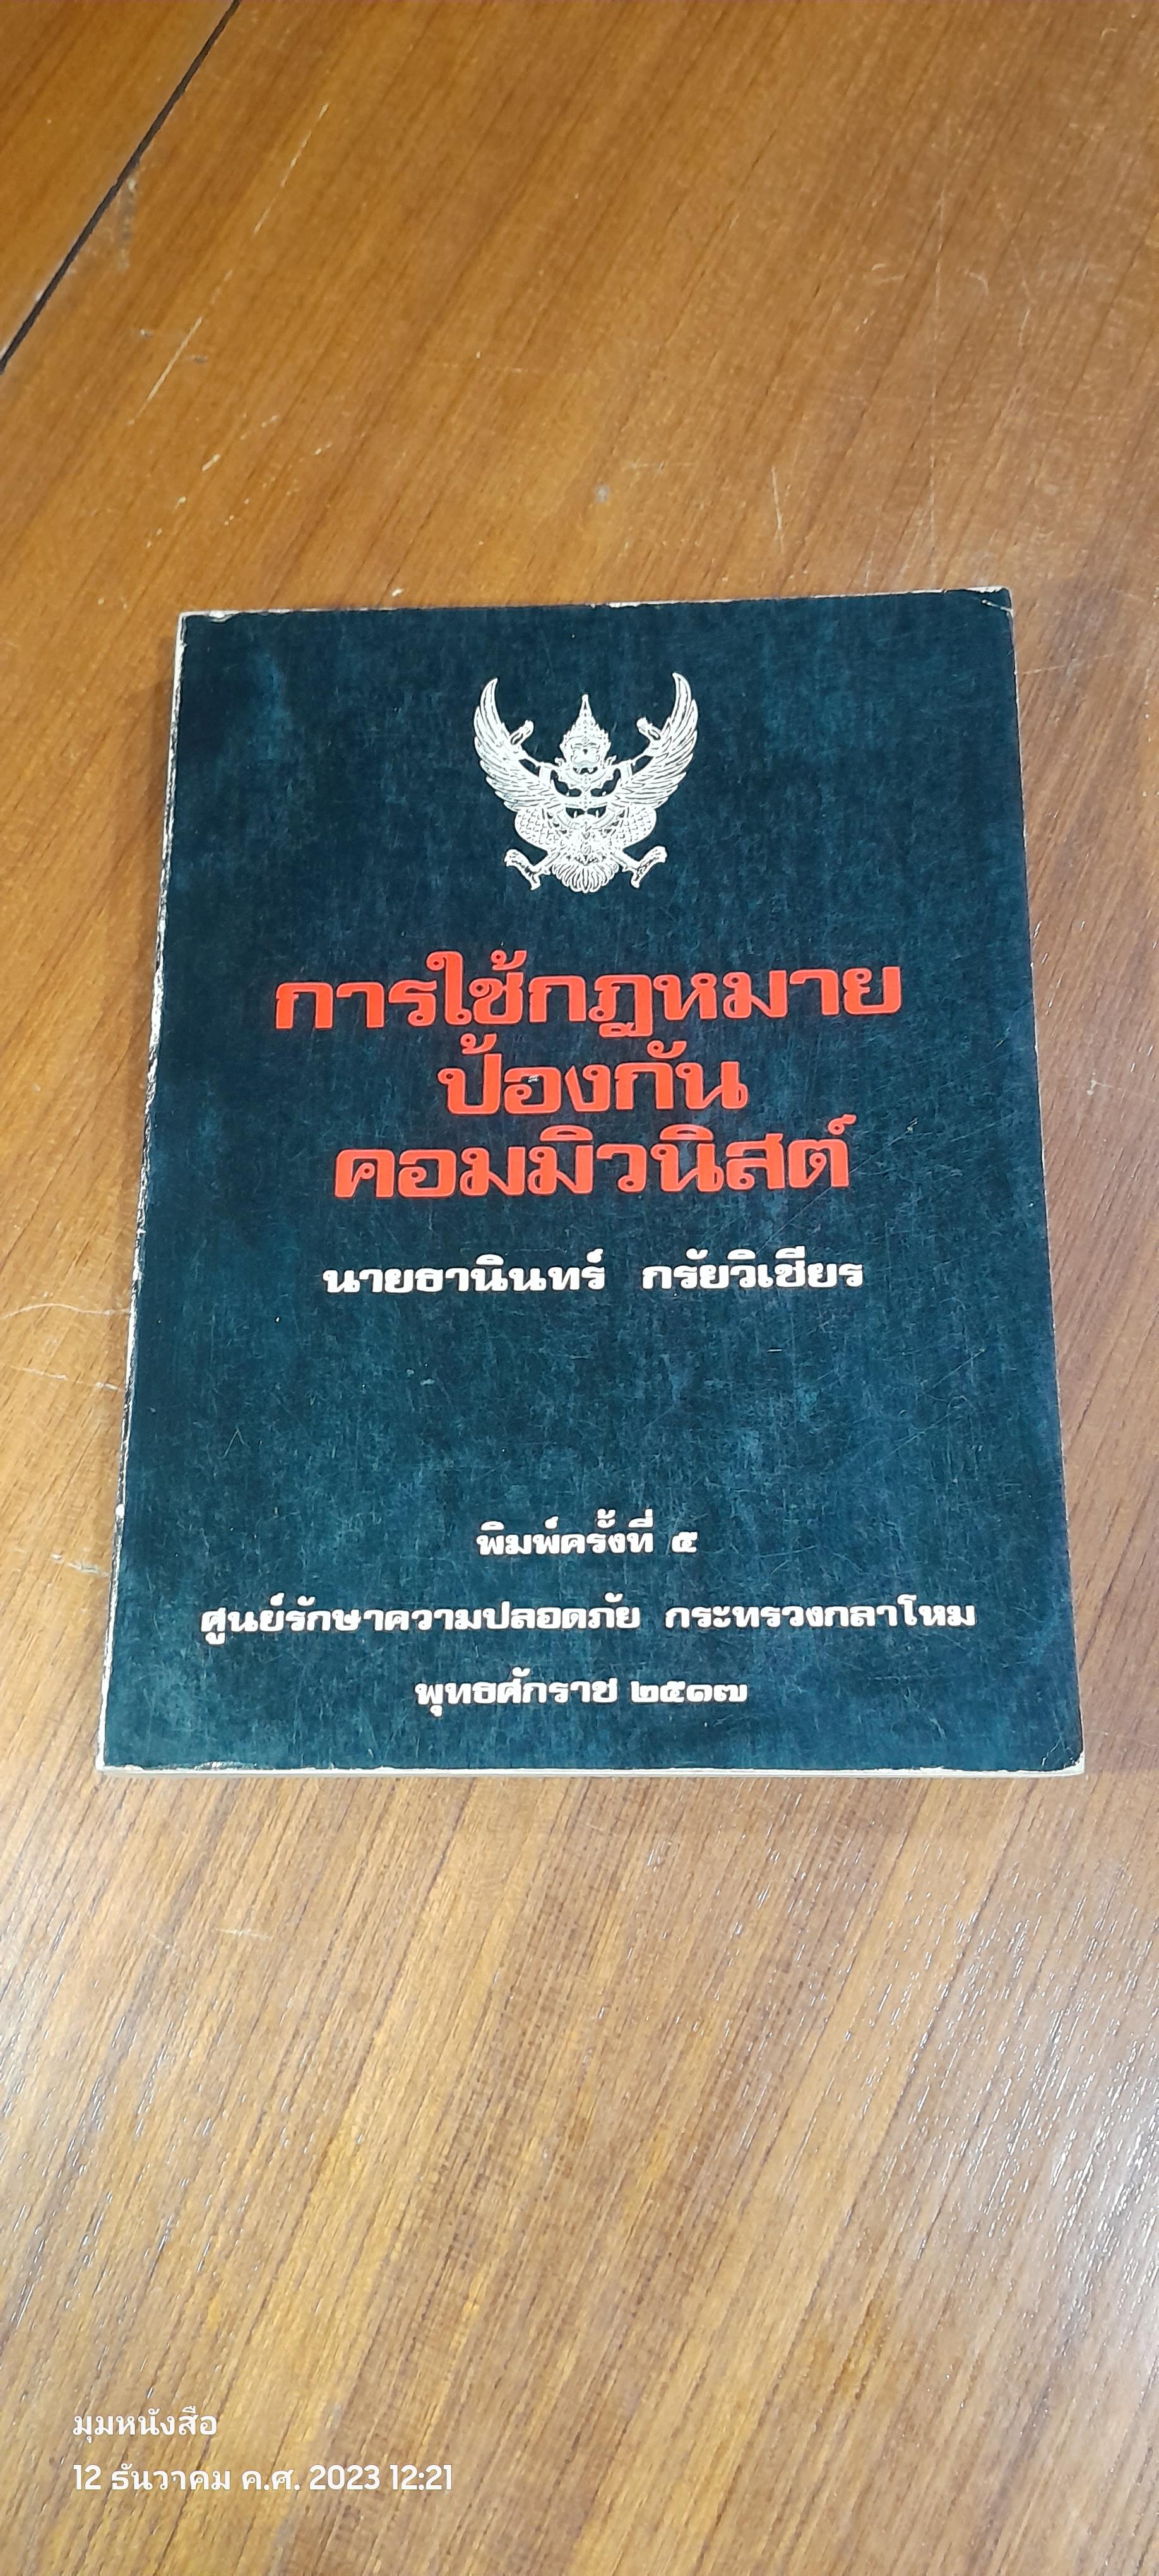 การใช้กฎหมาย
ป้องกัน
คอมมิวนิสต์
นายธานินทร์ กรัยวิเชียร
พิมพ์ครั้งที่ ๕
ศูนย์รักษาความปลอดภัย กระทรวงกลาโหม
พุทธศักราช ๒๕๑๗
มุมหนังสือ
12 ธันวาคม ค.ศ. 2023 12:21